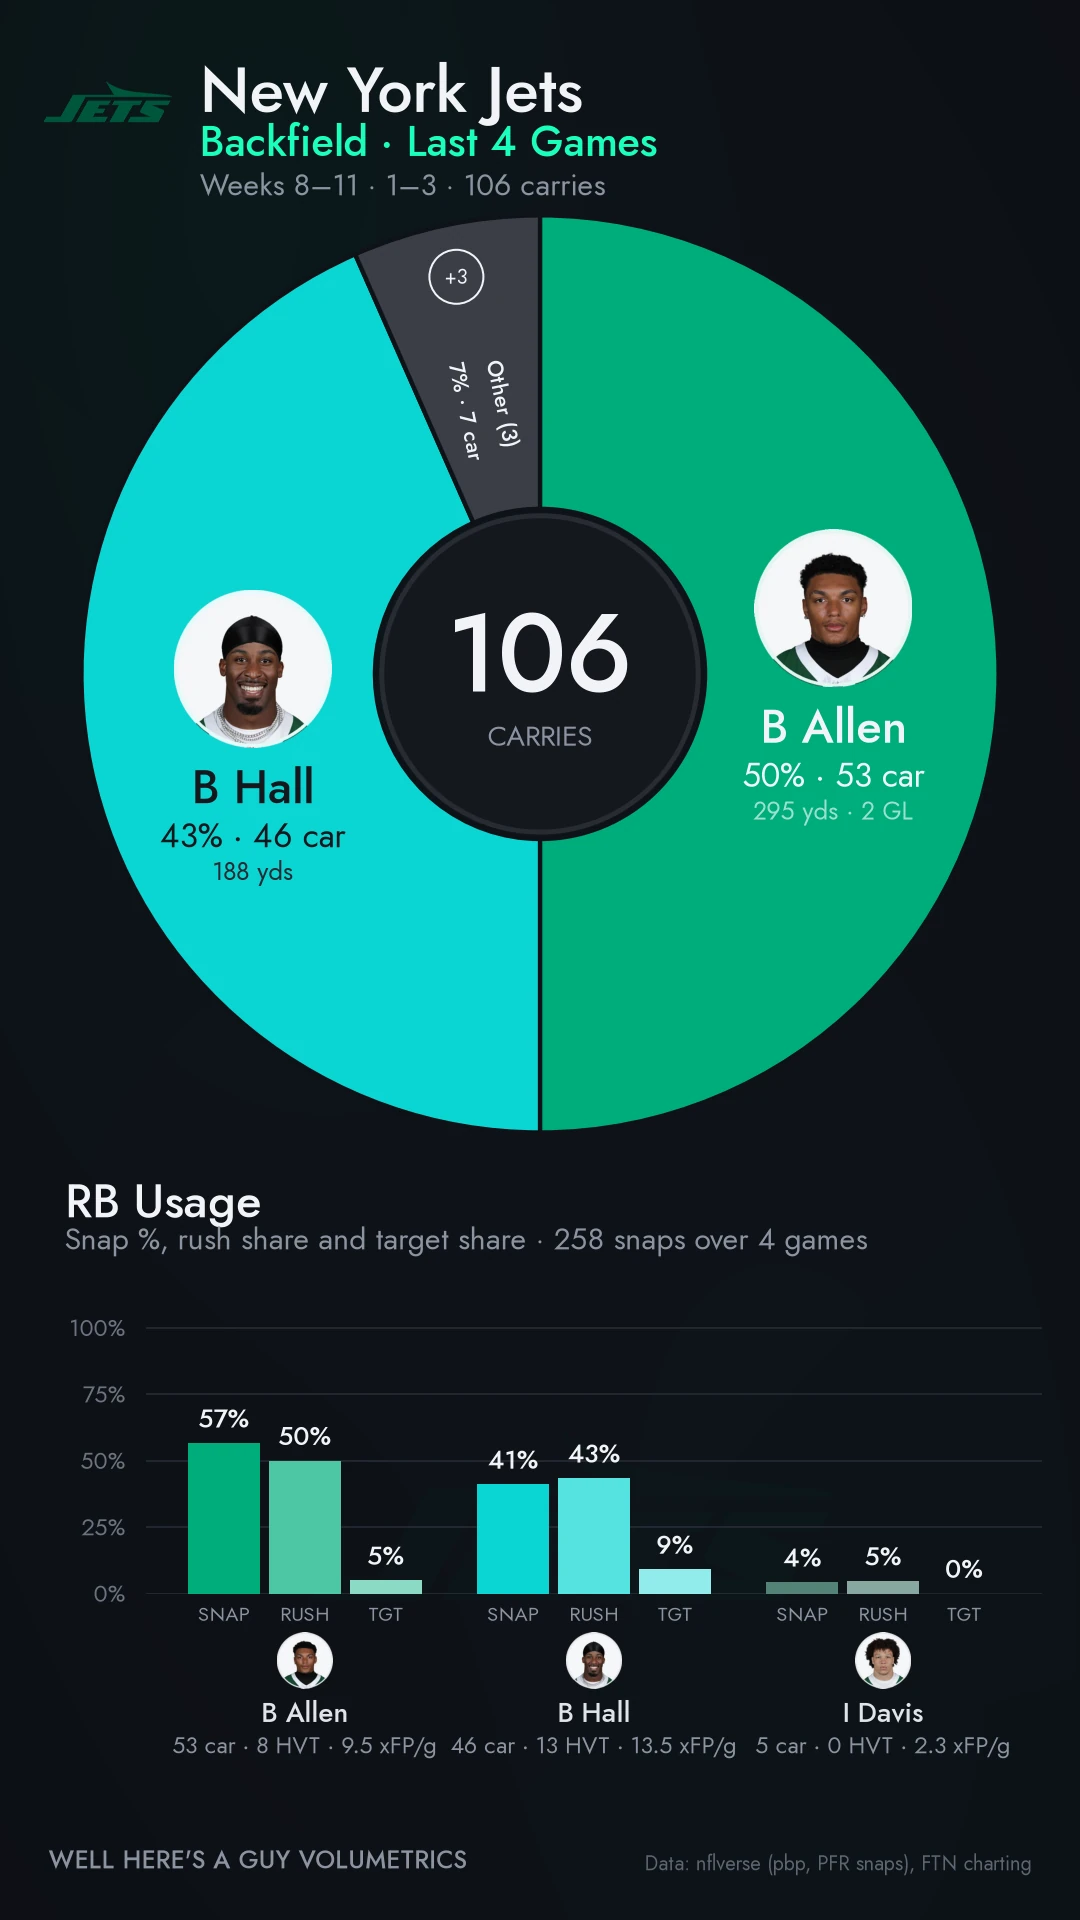 JETS
New York Jets
Backfield · Last 4 Games
Weeks 8–11 · 1–3 · 106 carries
+3
Other (3)
7% · 7 car
106
CARRIES
B Allen
50% · 53 car
295 yds · 2 GL
B Hall
43% · 46 car
188 yds
RB Usage
Snap %, rush share and target share · 258 snaps over 4 games
100%
75%
50%
25%
0%
57% 50% 5% 41% 43% 9% 4% 5% 0%
SNAP RUSH TGT SNAP RUSH TGT SNAP RUSH TGT
B Allen B Hall I Davis
53 car · 8 HVT · 9.5 xFP/g 46 car · 13 HVT · 13.5 xFP/g 5 car · 0 HVT · 2.3 xFP/g
WELL HERE'S A GUY VOLUMETRICS
Data: nflverse (pbp, PFR snaps), FTN charting